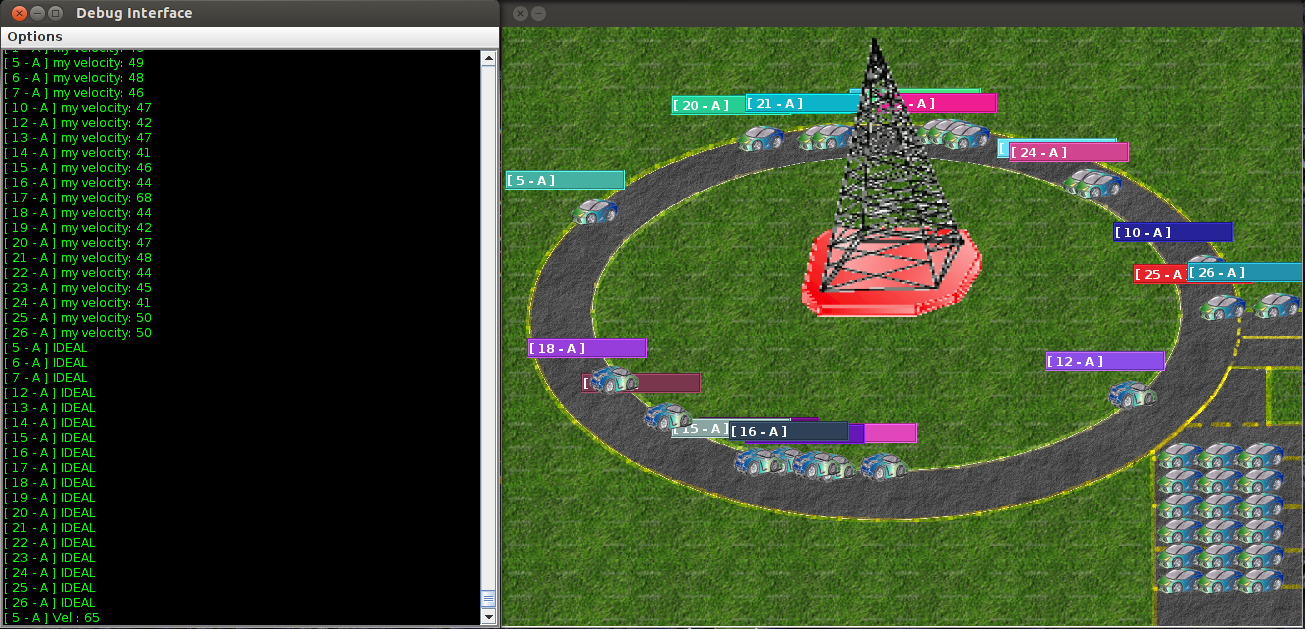 Debug Interface
Options
[ 5 - A ] my velocity: 49
[ 6 - A ] my velocity: 48
[ 7 - A ] my velocity: 46
[ 10 - A ] my velocity: 47
[ 12 - A ] my velocity: 42
[ 13 - A ] my velocity: 47
[ 14 - A ] my velocity: 41
[ 15 - A ] my velocity: 46
[ 16 - A ] my velocity: 44
[ 17 - A ] my velocity: 68
[ 18 - A ] my velocity: 44
[ 19 - A ] my velocity: 42
[ 20 - A ] my velocity: 47
[ 21 - A ] my velocity: 48
[ 22 - A ] my velocity: 44
[ 23 - A ] my velocity: 45
[ 24 - A ] my velocity: 41
[ 25 - A ] my velocity: 50
[ 26 - A ] my velocity: 50
[ 5 - A ] IDEAL
[ 6 - A ] IDEAL
[ 7 - A ] IDEAL
[ 12 - A ] IDEAL
[ 13 - A ] IDEAL
[ 14 - A ] IDEAL
[ 15 - A ] IDEAL
[ 16 - A ] IDEAL
[ 17 - A ] IDEAL
[ 18 - A ] IDEAL
[ 19 - A ] IDEAL
[ 20 - A ] IDEAL
[ 21 - A ] IDEAL
[ 22 - A ] IDEAL
[ 23 - A ] IDEAL
[ 24 - A ] IDEAL
[ 25 - A ] IDEAL
[ 26 - A ] IDEAL
[ 5 - A ] Vel : 65
[ 20 - A ]
[ 21 - A ]
- A ]
[ 24 - A ]
[ 5 - A ]
[ 10 - A ]
[ 25 - A
[ 26 - A ]
[ 18 - A ]
[ 12 - A ]
[ 15 - A ]
[ 16 - A ]